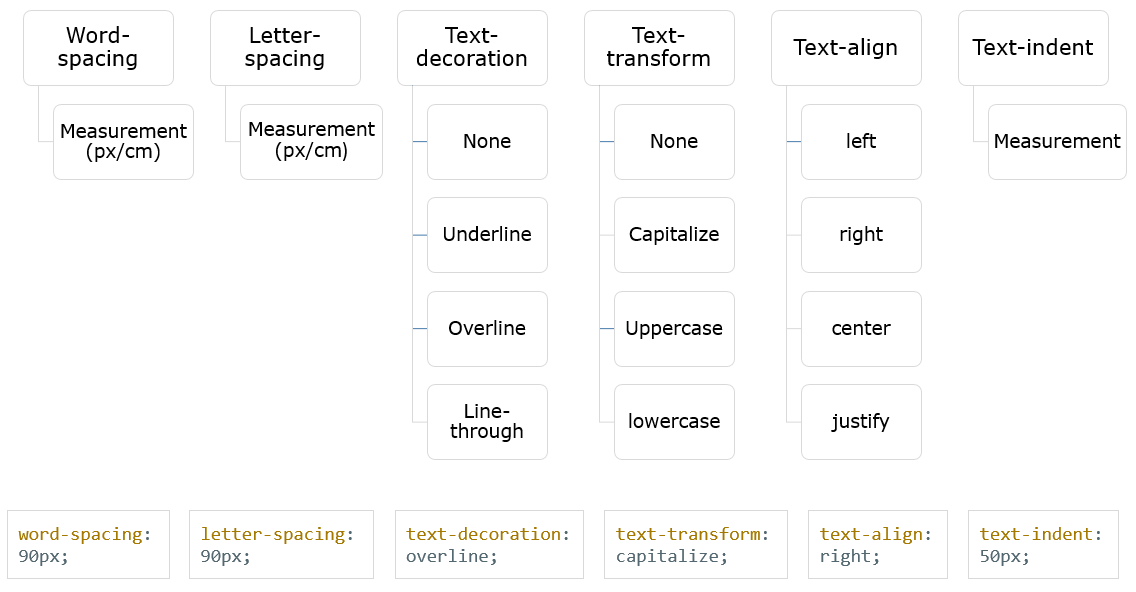 Word-
spacing
Measurement
(px/cm)
Letter-
spacing
Measurement
(px/cm)
Text-
decoration
None
Underline
Overline
Line-
through
Text-
transform
None
Capitalize
Uppercase
lowercase
Text-align
left
right
center
justify
Text-indent
Measurement
word-spacing:
90px;
letter-spacing:
90px;
text-decoration:
overline;
text-transform:
capitalize;
text-align:
right;
text-indent:
50px;